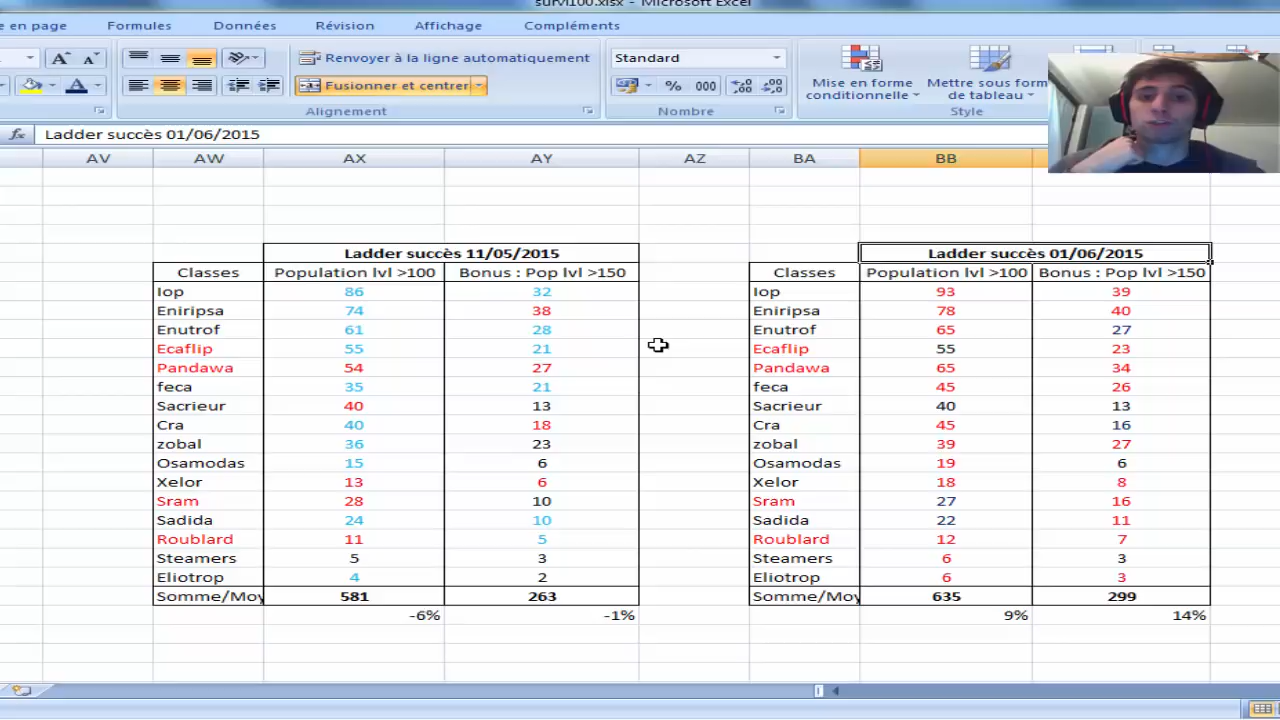 survi100.xlsx - Microsoft Excel
e en page Formules Données Révision Affichage Compléments
Renvoyer à la ligne automatiquement Standard
Fusionner et centrer % 000 Mise en forme conditionnelle Mettre sous form de tableau
Alignement Nombre Style
fx Ladder succès 01/06/2015
AV AW AX AY AZ BA BB
Ladder succès 11/05/2015 Ladder succès 01/06/2015
Classes Population lvl >100 Bonus : Pop lvl >150 Classes Population lvl >100 Bonus : Pop lvl >150
Iop 86 32 Iop 93 39
Eniripsa 74 38 Eniripsa 78 40
Enutrof 61 28 Enutrof 65 27
Ecaflip 55 21 Ecaflip 55 23
Pandawa 54 27 Pandawa 65 34
feca 35 21 feca 45 26
Sacrieur 40 13 Sacrieur 40 13
Cra 40 18 Cra 45 16
zobal 36 23 zobal 39 27
Osamodas 15 6 Osamodas 19 6
Xelor 13 6 Xelor 18 8
Sram 28 10 Sram 27 16
Sadida 24 10 Sadida 22 11
Roublard 11 5 Roublard 12 7
Steamers 5 3 Steamers 6 3
Eliotrop 4 2 Eliotrop 6 3
Somme/Moy 581 263 Somme/Moy 635 299
-6% -1% 9% 14%